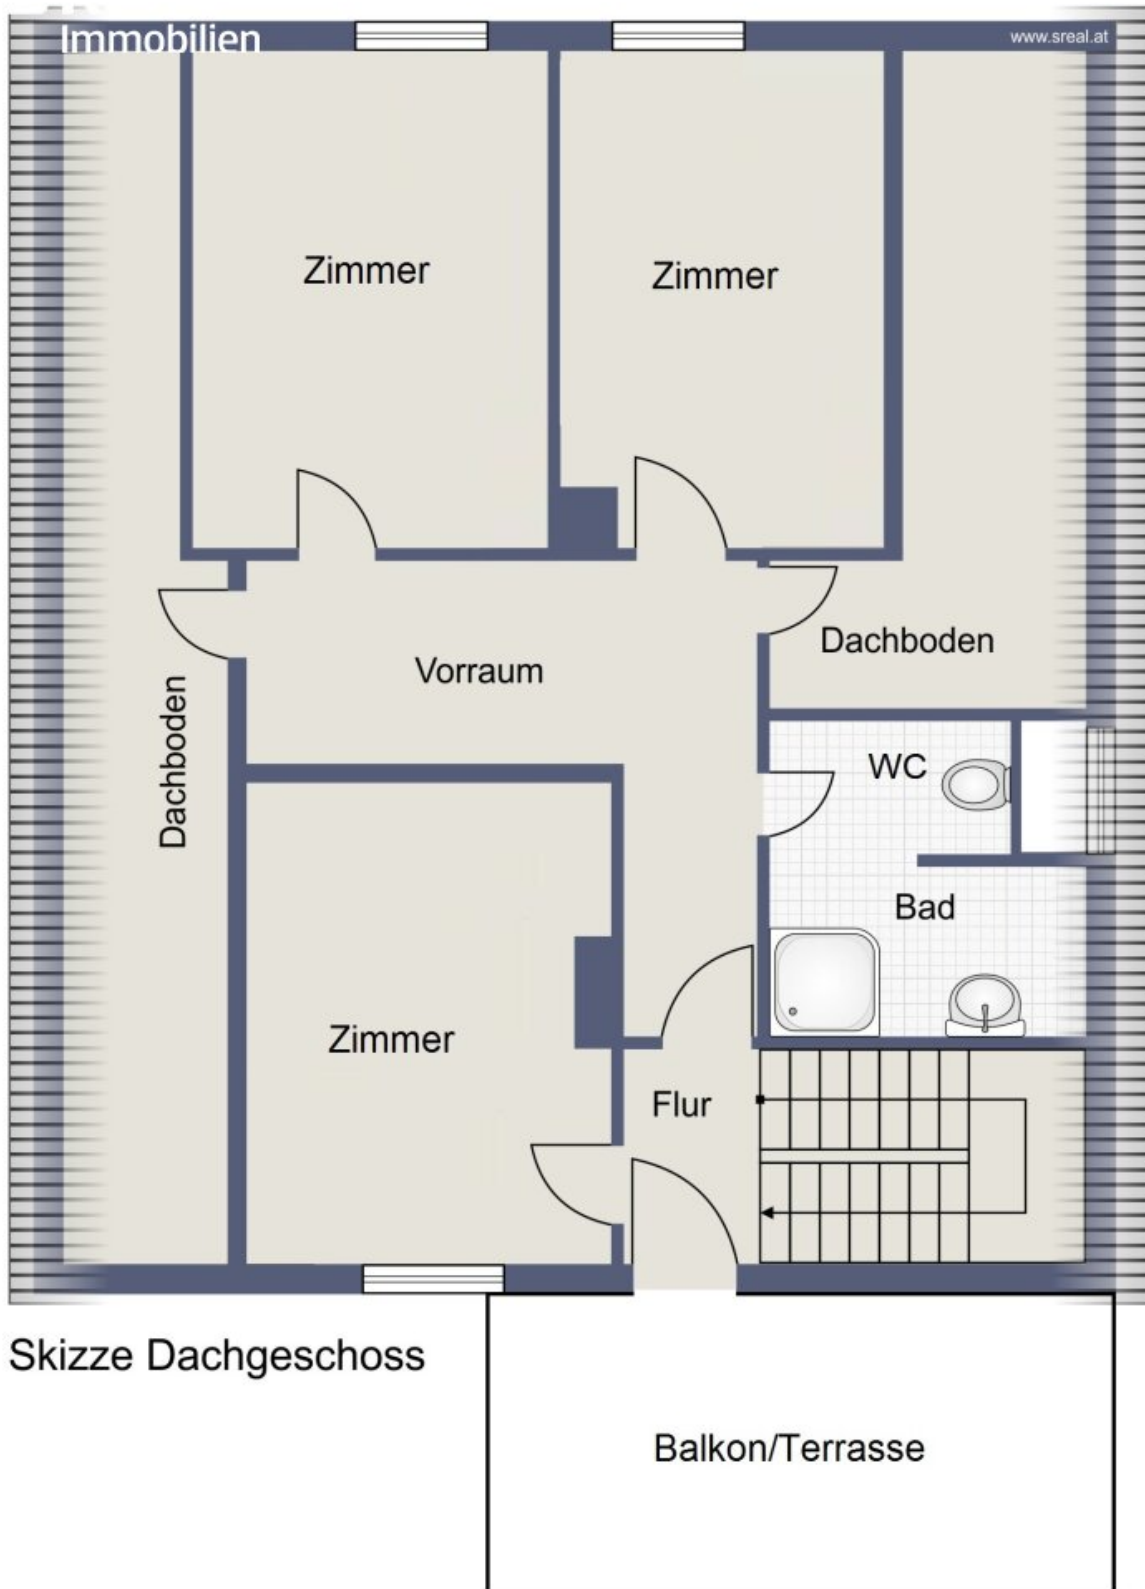 Immobilien
www.sreal.at
Zimmer
Zimmer
Dachboden
Vorraum
Dachboden
WC
Bad
Zimmer
Flur
Skizze Dachgeschoss
Balkon/Terrasse